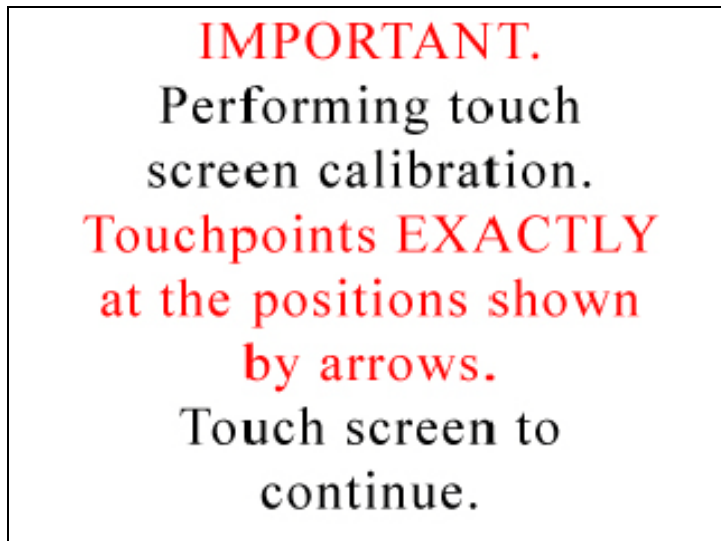 IMPORTANT.
Performing touch
screen calibration.
Touchpoints EXACTLY
at the positions shown
by arrows.
Touch screen to
continue.